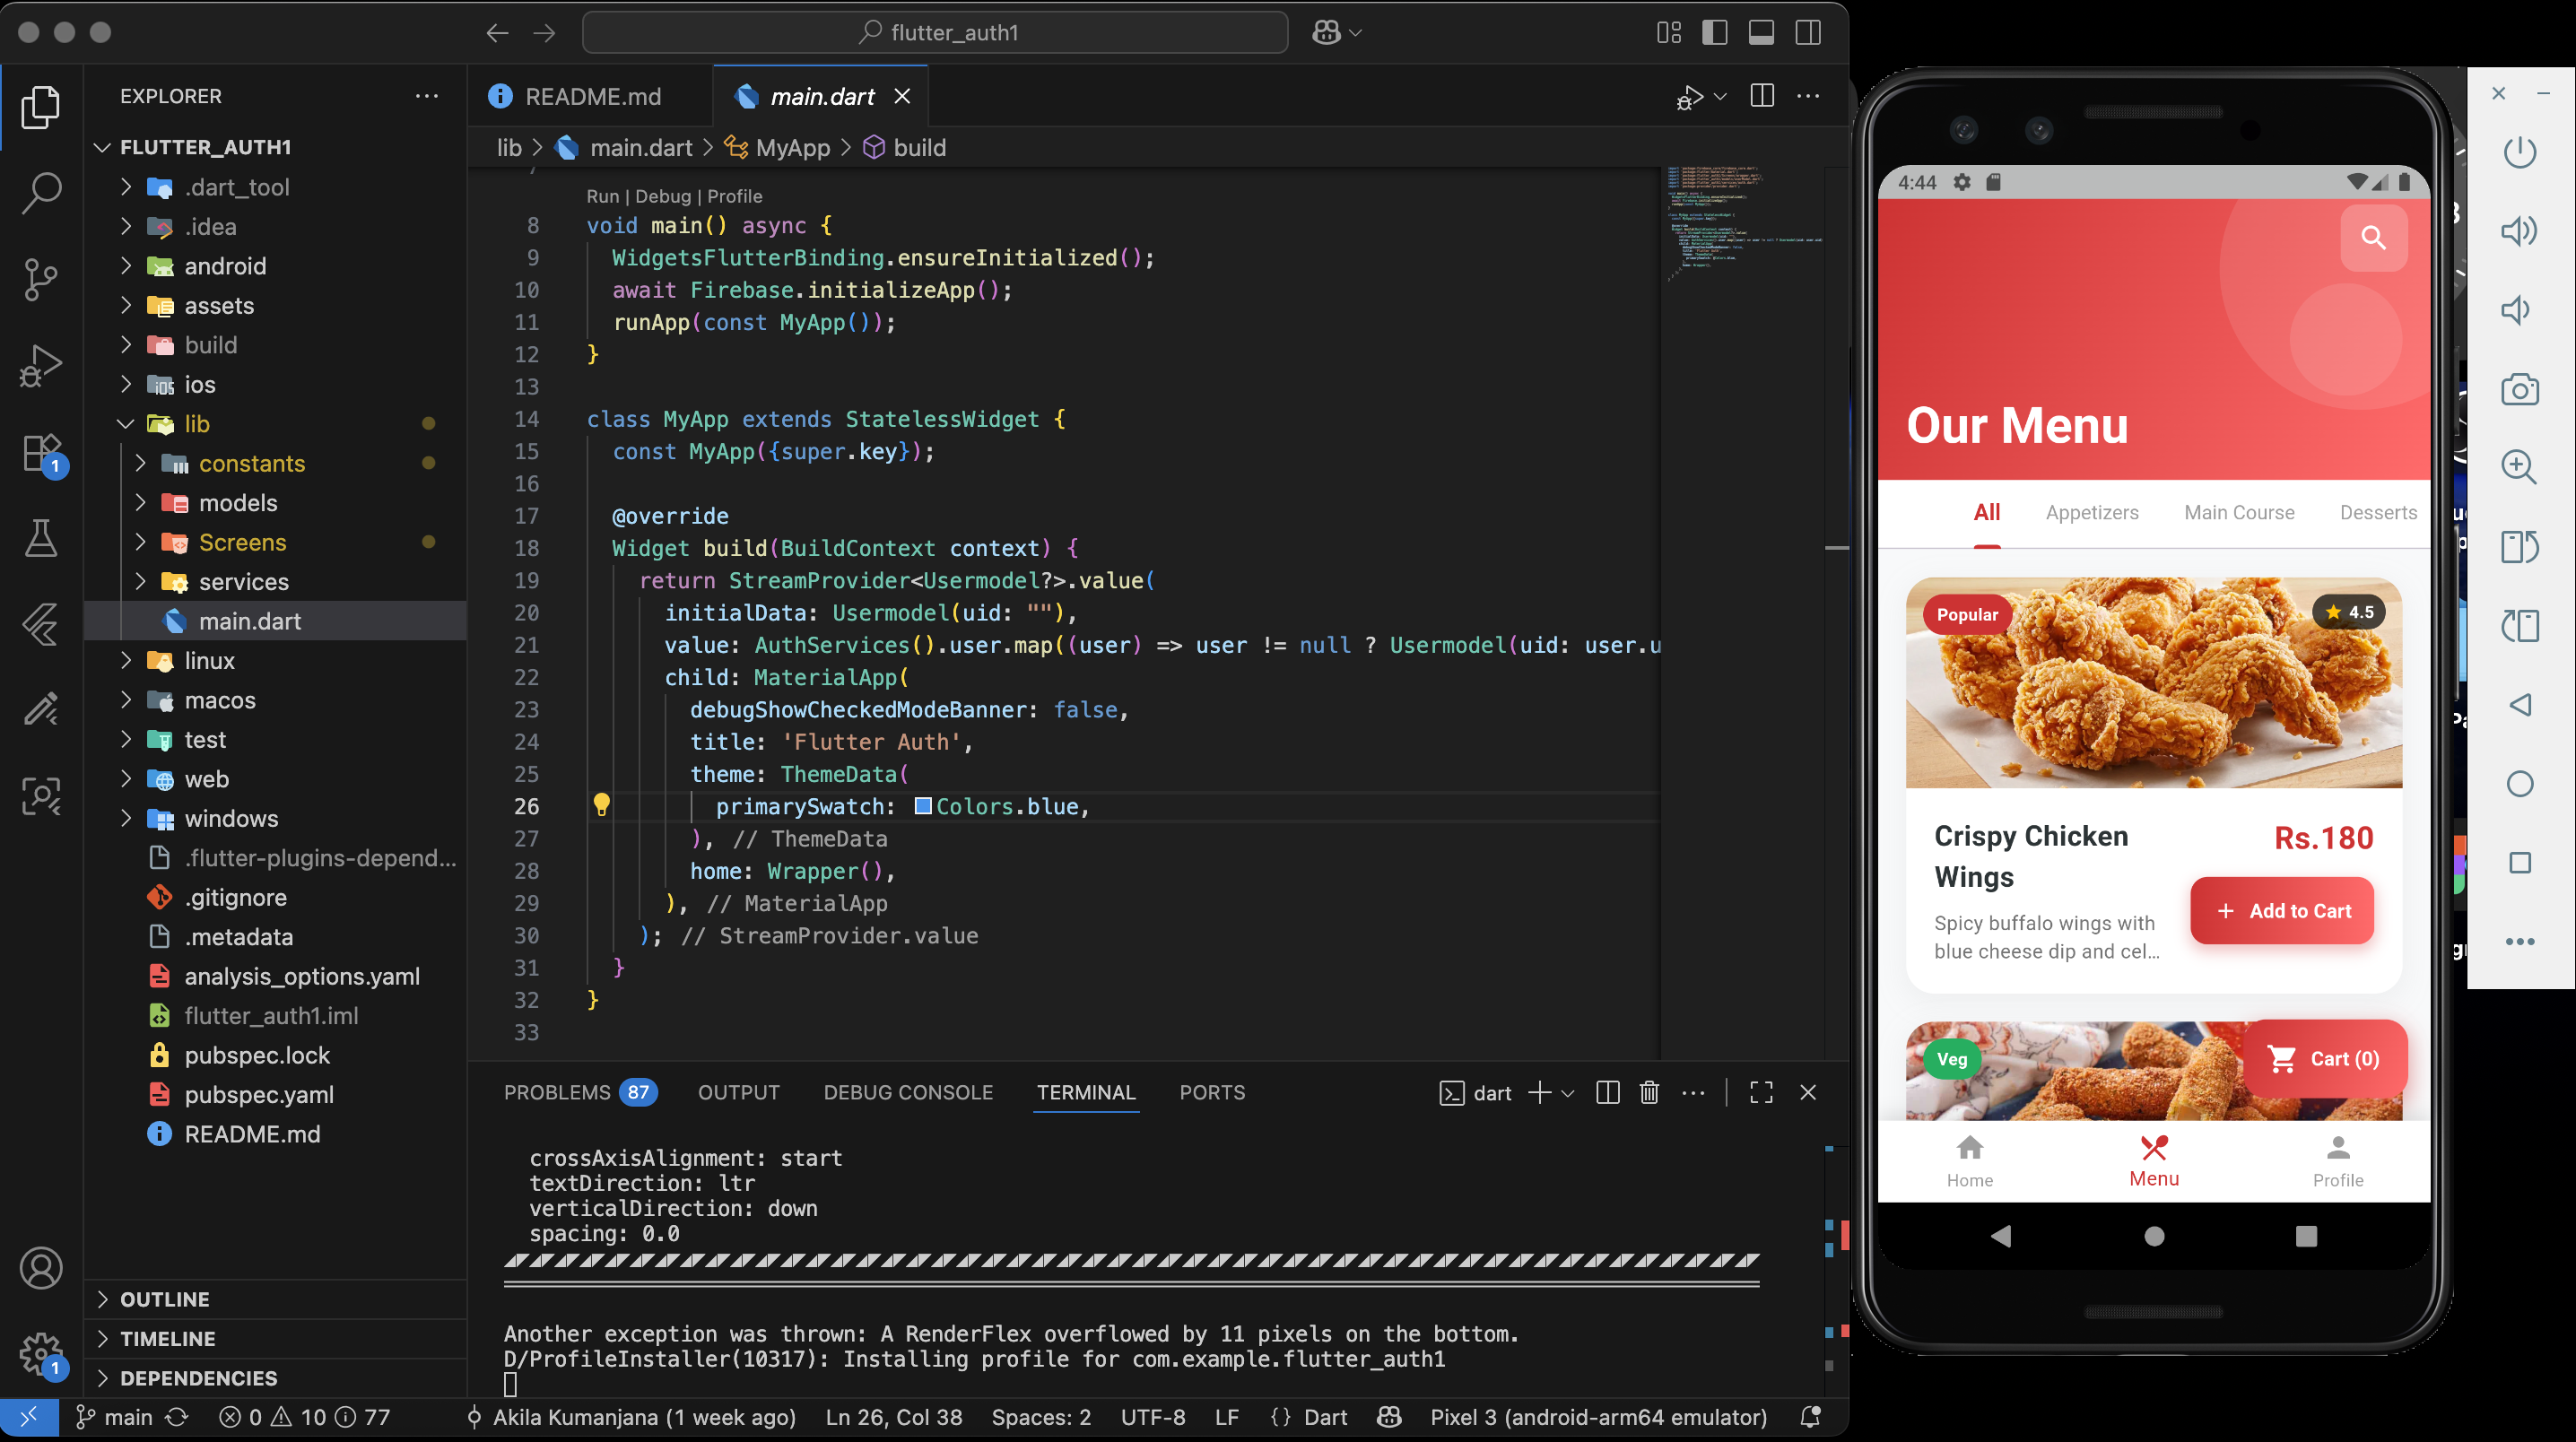 flutter_auth1
EXPLORER
FLUTTER_AUTH1
.dart_tool
.idea
android
assets
build
ios
lib
constants
models
Screens
services
main.dart
linux
macos
test
web
windows
.flutter-plugins-depend...
.gitignore
.metadata
analysis_options.yaml
flutter_auth1.iml
pubspec.lock
pubspec.yaml
README.md
OUTLINE
TIMELINE
DEPENDENCIES
1
1
README.md
main.dart
lib > main.dart > MyApp > build
Run | Debug | Profile
8 void main() async {
9 WidgetsFlutterBinding.ensureInitialized();
10 await Firebase.initializeApp();
11 runApp(const MyApp());
12 }
13
14 class MyApp extends StatelessWidget {
15 const MyApp({super.key});
16
17 @override
18 Widget build(BuildContext context) {
19 return StreamProvider<Usermodel?>.value(
20 initialData: Usermodel(uid: ""),
21 value: AuthServices().user.map((user) => user != null ? Usermodel(uid: user.u
22 child: MaterialApp(
23 debugShowCheckedModeBanner: false,
24 title: 'Flutter Auth',
25 theme: ThemeData(
26 primarySwatch: Colors.blue,
27 ), // ThemeData
28 home: Wrapper(),
29 ), // MaterialApp
30 ); // StreamProvider.value
31 }
32 }
33
PROBLEMS 87 OUTPUT DEBUG CONSOLE TERMINAL PORTS
dart
crossAxisAlignment: start
textDirection: ltr
verticalDirection: down
spacing: 0.0
Another exception was thrown: A RenderFlex overflowed by 11 pixels on the bottom.
D/ProfileInstaller(10317): Installing profile for com.example.flutter_auth1
main 0 10 77 Akila Kumanjana (1 week ago) Ln 26, Col 38 Spaces: 2 UTF-8 LF {} Dart Pixel 3 (android-arm64 emulator)
4:44
Our Menu
All Appetizers Main Course Desserts
Popular
4.5
Crispy Chicken
Wings
Rs.180
Spicy buffalo wings with
blue cheese dip and cel...
+ Add to Cart
Veg
Cart (0)
Home Menu Profile